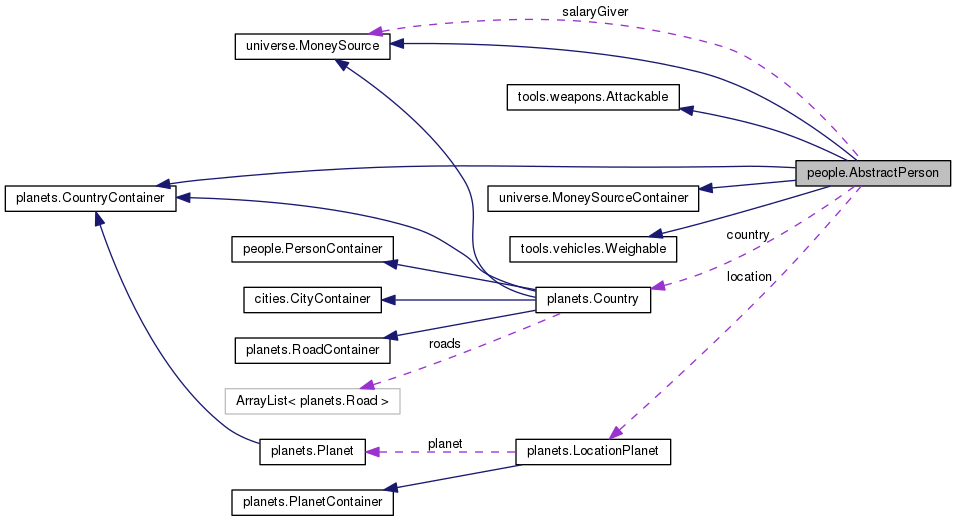 salaryGiver
universe.MoneySource
tools.weapons.Attackable
people.AbstractPerson
planets.CountryContainer
universe.MoneySourceContainer
country
people.PersonContainer
tools.vehicles.Weighable
location
cities.CityContainer
planets.Country
planets.RoadContainer
roads
ArrayList< planets.Road >
planets.Planet
planet
planets.LocationPlanet
planets.PlanetContainer